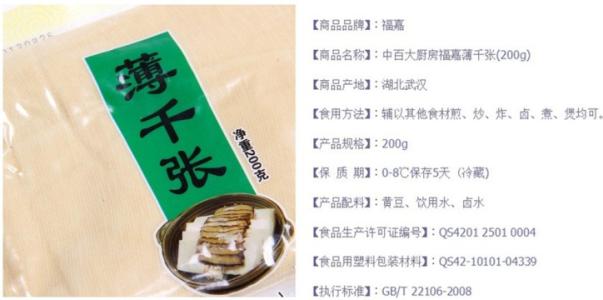 薄千张
净重200克
【商品品牌】：福嘉
【商品名称】：中百大厨房福嘉薄千张(200g)
【商品产地】：湖北武汉
【食用方法】：辅以其他食材煎、炒、炸、卤、煮、煲均可。
【产品规格】：200g
【保 质 期】：0-8℃保存5天（冷藏)
【产品配料】：黄豆、饮用水、卤水
【食品生产许可证编号】：QS4201 2501 0004
【食品用塑料包装材料】：QS42-10101-04339
【执行标准】：GB/T 22106-2008